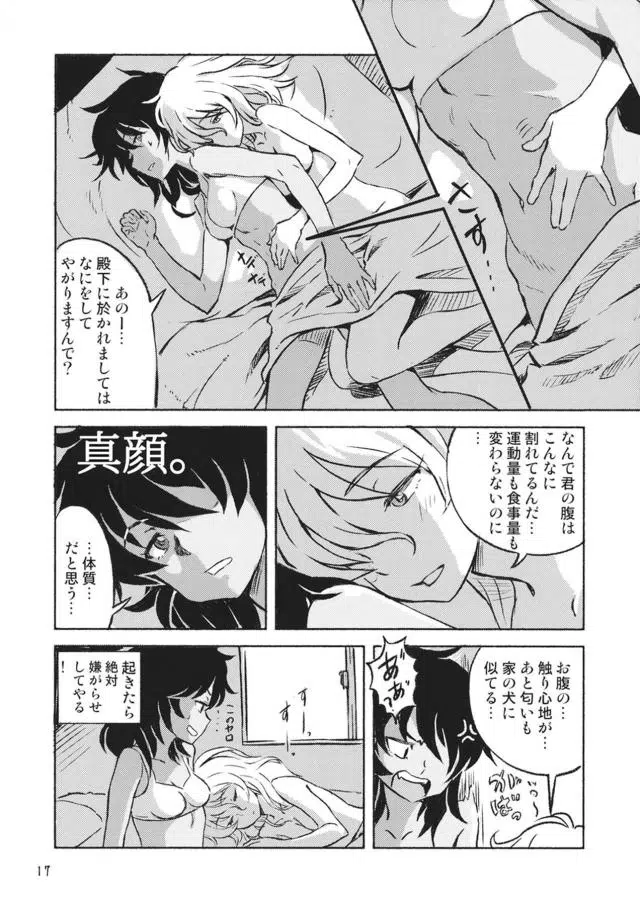 さす…
…
ナデ
ナデ
あのー…
殿下に於かれましては
なにをして
やがりますんで？
なんで君の腹は
こんなに
割れてるんだ…
運動量も食事量も
変わらないのに
…
真顔。
…体質…
だと思う…
お腹の…
触り心地が…
あと匂いも
家の犬に
似てる…
あ゛ぁ゛
すー
すー…
このヤロ
起きたら
絶対
嫌がらせ
してやる
！
17